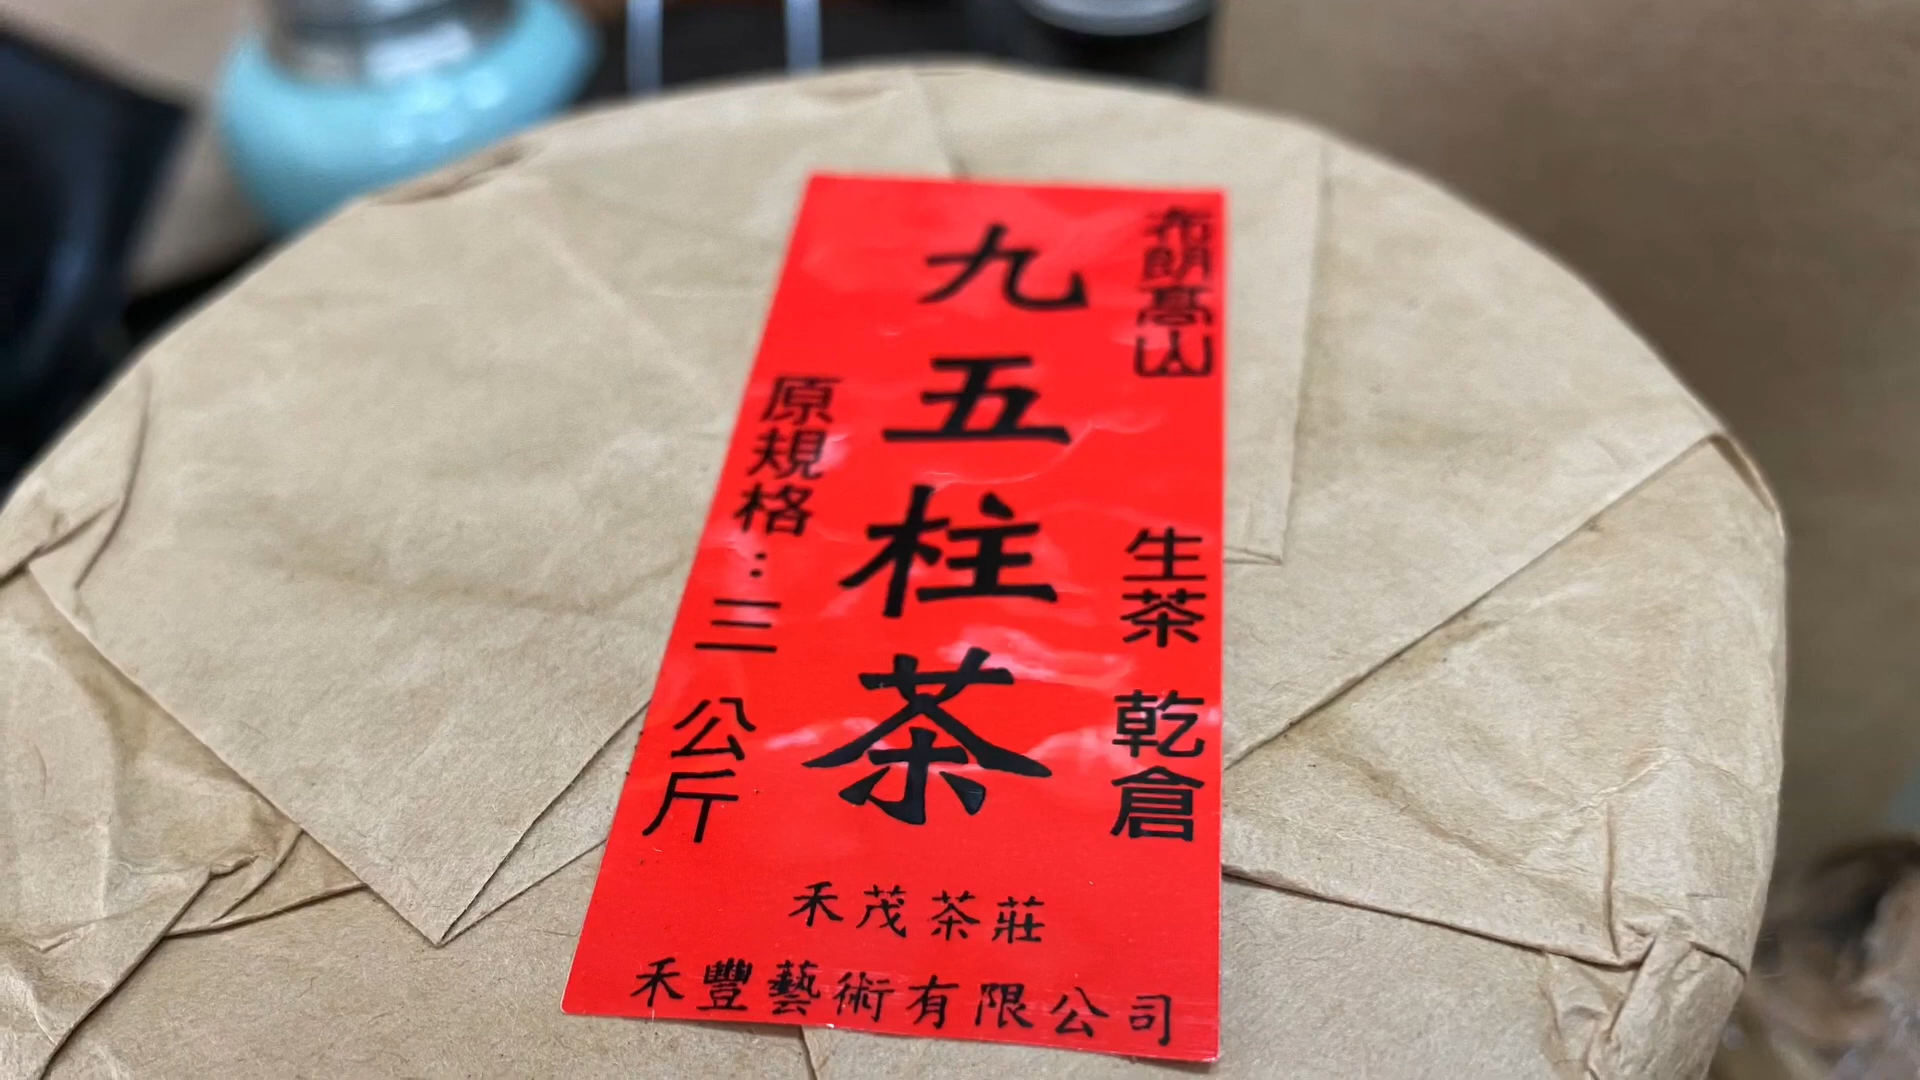 布朗高山
生茶 乾倉
九五柱茶
原規格：三公斤
禾茂茶莊
禾豐藝術有限公司